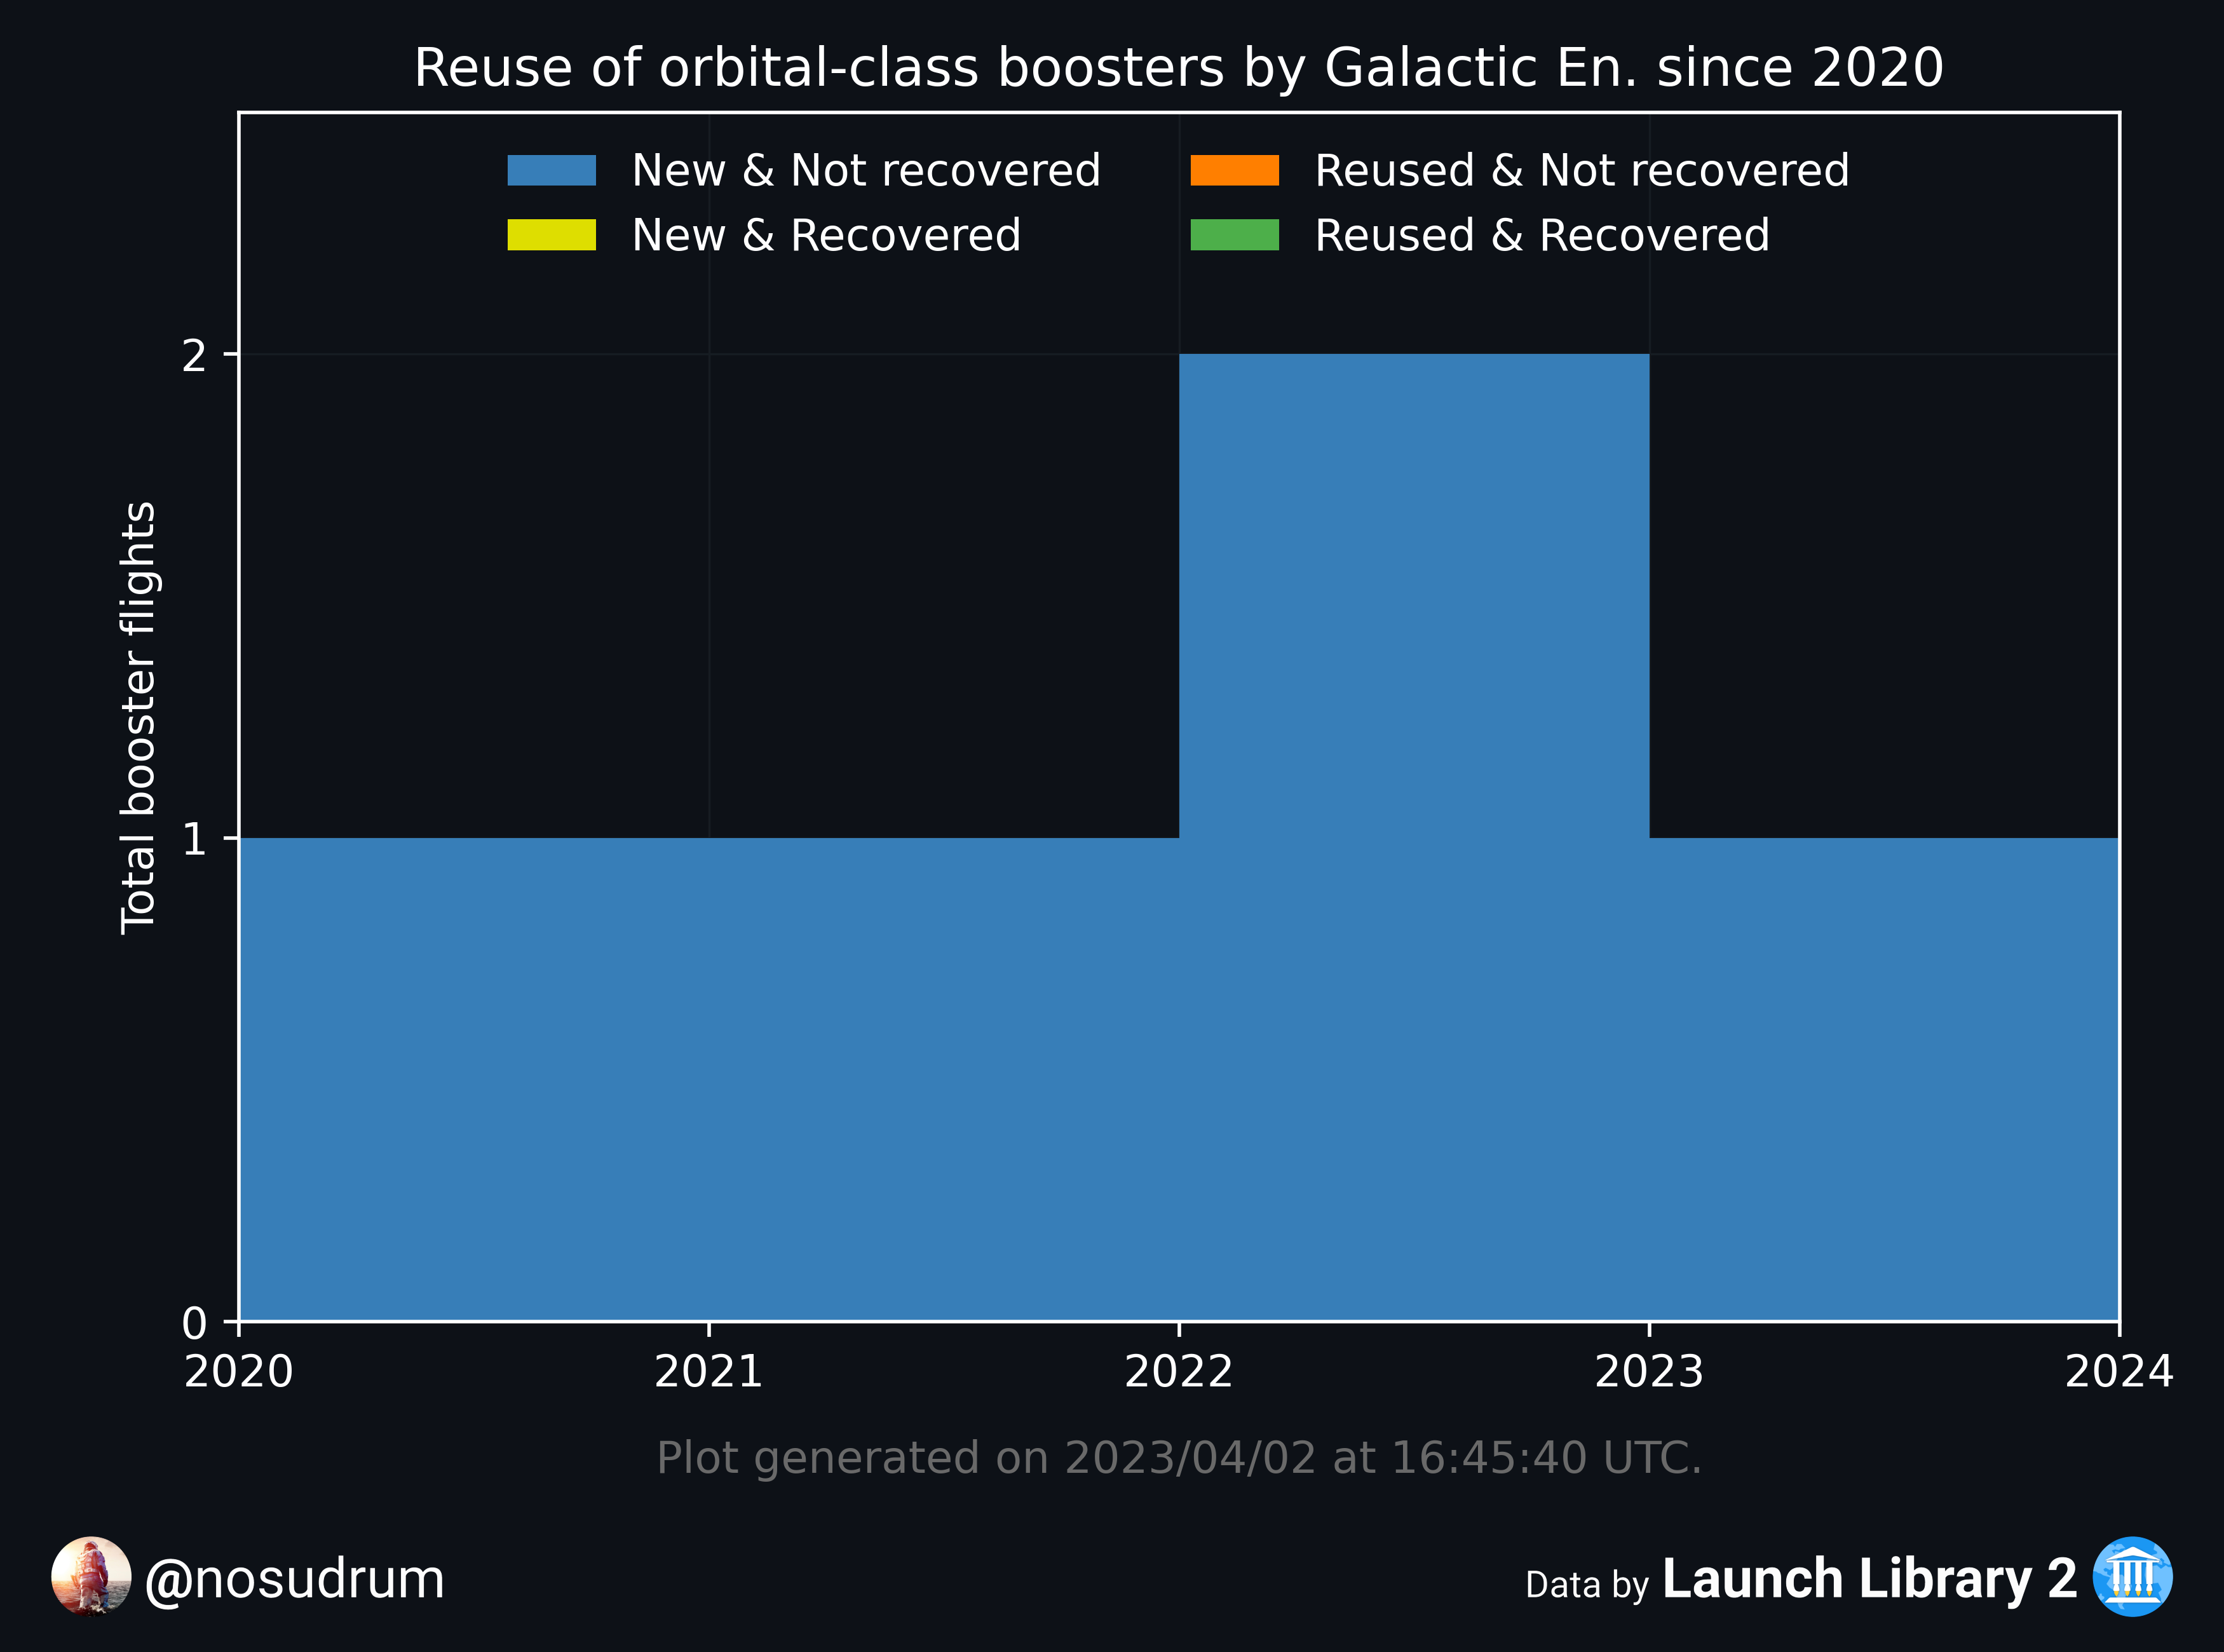 Reuse of orbital-class boosters by Galactic En. since 2020
New & Not recovered
New & Recovered
Reused & Not recovered
Reused & Recovered
Total booster flights
2
1
0
2020 2021 2022 2023 2024
Plot generated on 2023/04/02 at 16:45:40 UTC.
@nosudrum
Data by Launch Library 2